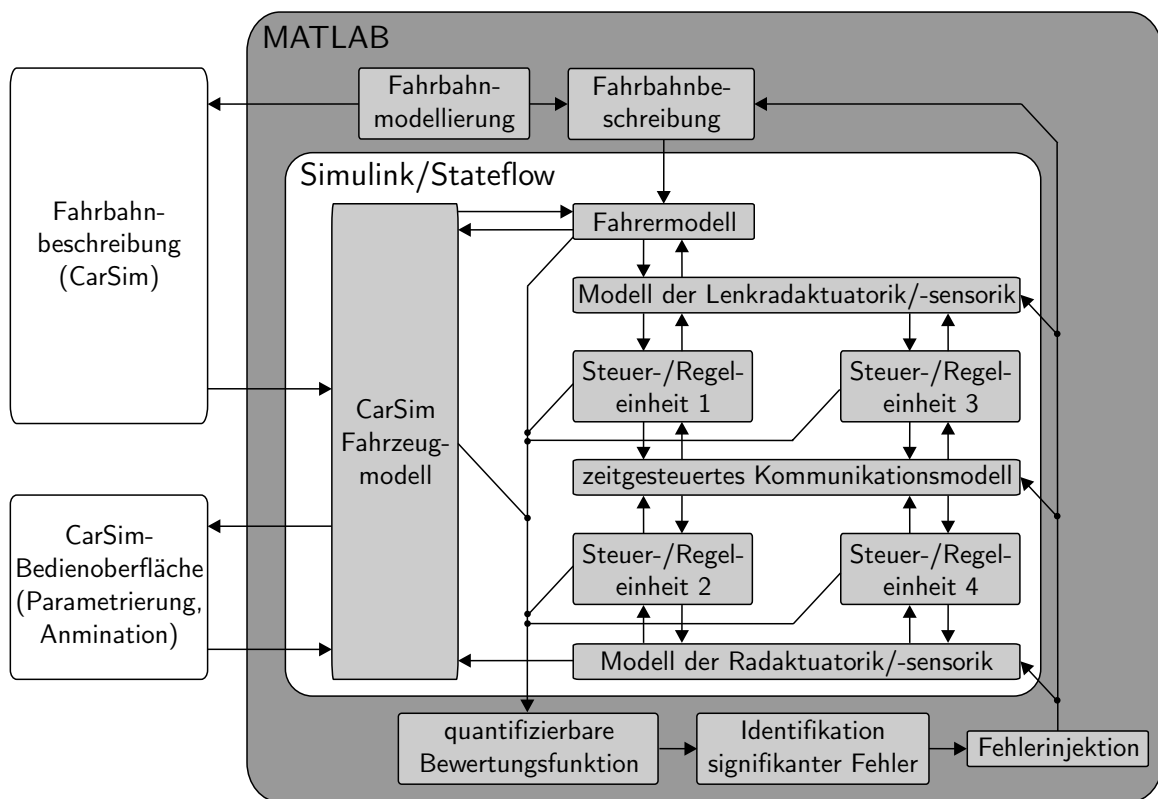 MATLAB
Fahrbahn-
modellierung
Fahrbahnbe-
schreibung
Simulink/Stateflow
Fahrbahn-
beschreibung
(CarSim)
Fahrermodell
Modell der Lenkradaktuatorik/-sensorik
Steuer-/Regel-
einheit 1
Steuer-/Regel-
einheit 3
CarSim
Fahrzeug-
modell
zeitgesteuertes Kommunikationsmodell
CarSim-
Bedienoberfläche
(Parametrierung,
Anmination)
Steuer-/Regel-
einheit 2
Steuer-/Regel-
einheit 4
Modell der Radaktuatorik/-sensorik
quantifizierbare
Bewertungsfunktion
Identifikation
signifikanter Fehler
Fehlerinjektion